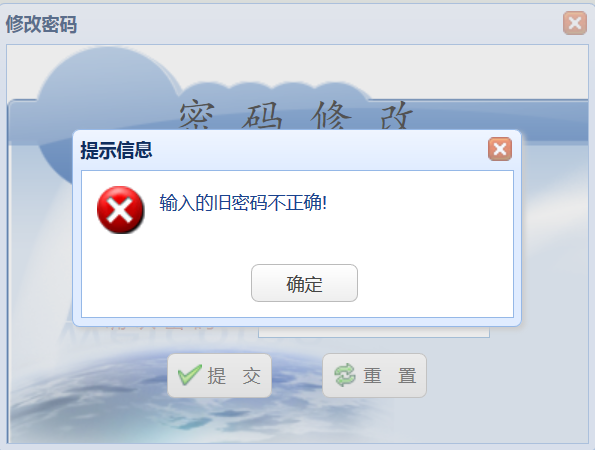 修改密码
密码修改
提示信息
输入的旧密码不正确!
确定
提 交
重 置